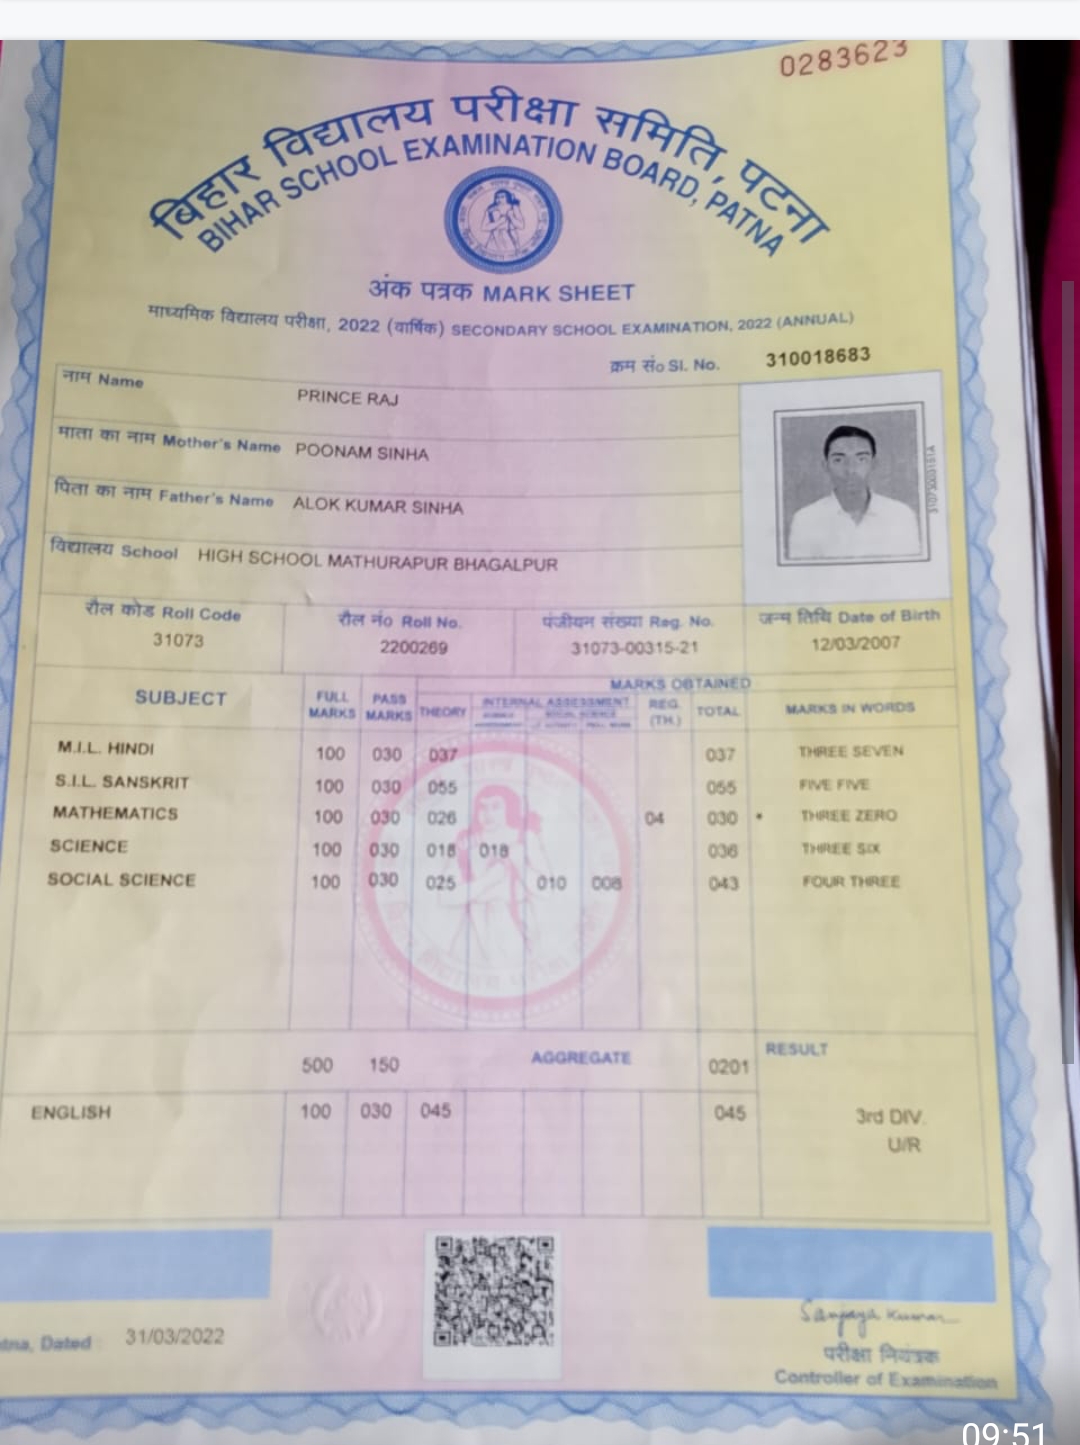 0283623
बिहार विद्यालय परीक्षा समिति, पटना
BIHAR SCHOOL EXAMINATION BOARD, PATNA
अंक पत्रक MARK SHEET
माध्यमिक विद्यालय परीक्षा, 2022 (वार्षिक) SECONDARY SCHOOL EXAMINATION, 2022 (ANNUAL)
क्रम सं० Sl. No. 310018683
नाम Name PRINCE RAJ
माता का नाम Mother's Name POONAM SINHA
पिता का नाम Father's Name ALOK KUMAR SINHA
विद्यालय School HIGH SCHOOL MATHURAPUR BHAGALPUR
रौल कोड Roll Code रौल नं० Roll No. पंजीयन संख्या Reg. No. जन्म तिथि Date of Birth
31073 2200269 31073-00315-21 12/03/2007
MARKS OBTAINED
SUBJECT FULL MARKS PASS MARKS THEORY INTERNAL ASSESSMENT REG. (TH.) TOTAL MARKS IN WORDS
M.I.L. HINDI 100 030 037 037 THREE SEVEN
S.I.L. SANSKRIT 100 030 055 055 FIVE FIVE
MATHEMATICS 100 030 026 04 030 * THREE ZERO
SCIENCE 100 030 018 018 036 THREE SIX
SOCIAL SCIENCE 100 030 025 010 008 043 FOUR THREE
500 150 AGGREGATE 0201 RESULT
ENGLISH 100 030 045 045 3rd DIV.
U/R
Dated : 31/03/2022
Sanjaya Kumar
परीक्षा नियंत्रक
Controller of Examination
09:51